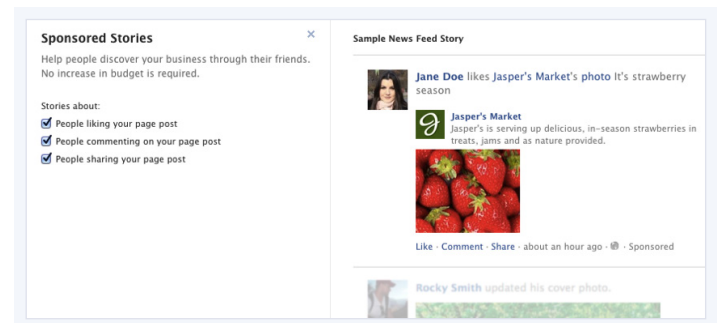 Sponsored Stories
Help people discover your business through their friends.
No increase in budget is required.
Stories about:
People liking your page post
People commenting on your page post
People sharing your page post
Sample News Feed Story
Jane Doe likes Jasper's Market's photo It's strawberry
season
Jasper's Market
Jasper's is serving up delicious, in-season strawberries in
treats, jams and as nature provided.
Like · Comment · Share · about an hour ago · · Sponsored
Rocky Smith updated his cover photo.